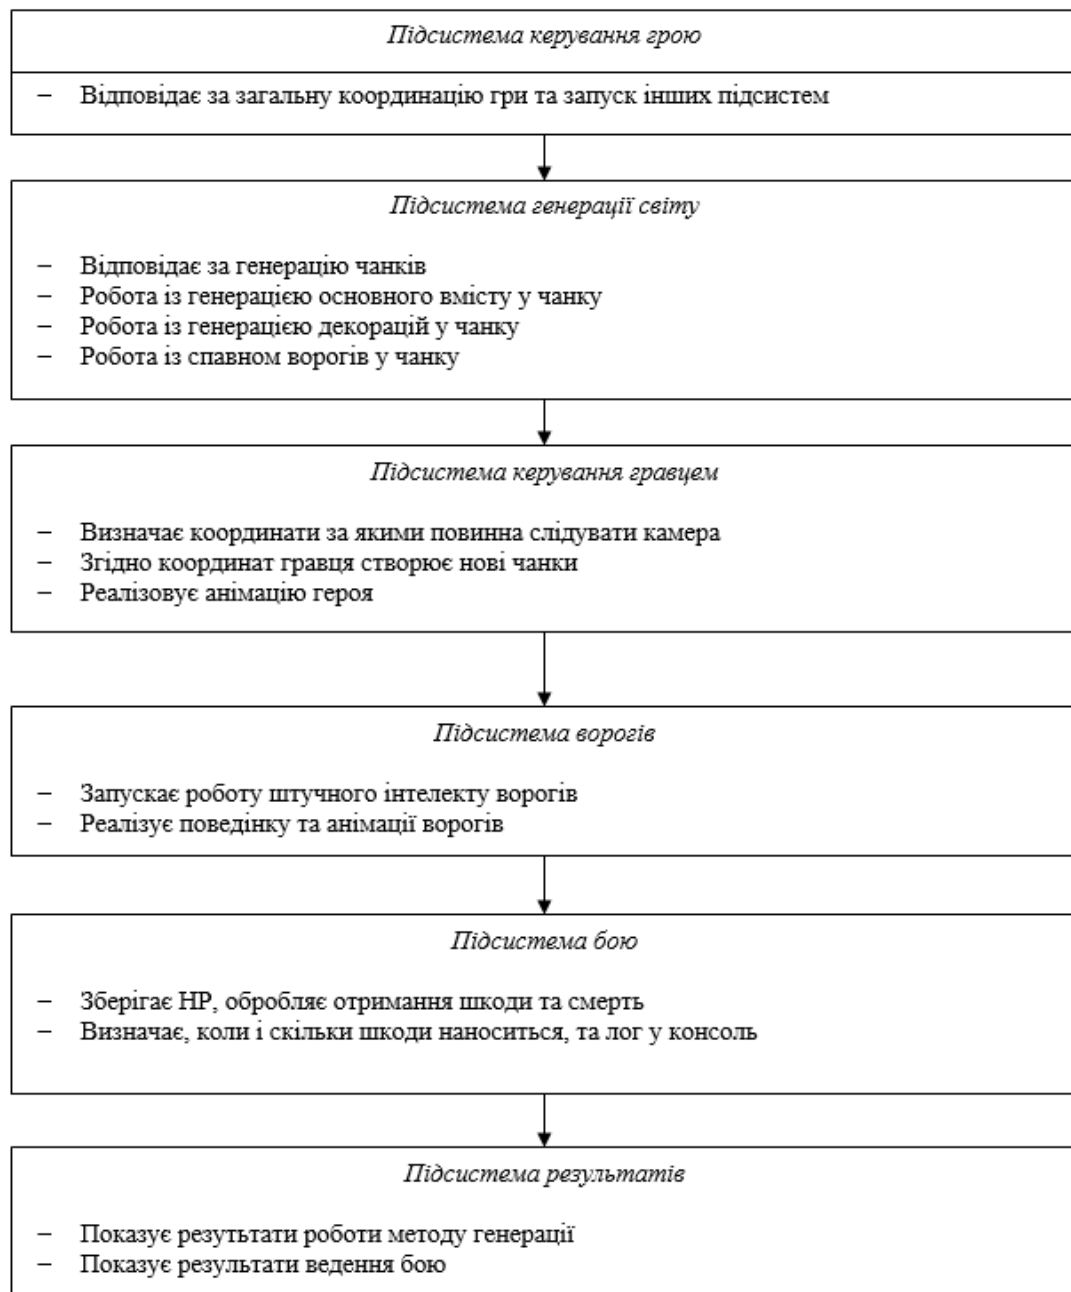 Підсистема керування грою
– Відповідає за загальну координацію гри та запуск інших підсистем
Підсистема генерації світу
– Відповідає за генерацію чанків
– Робота із генерацією основного вмісту у чанку
– Робота із генерацією декорацій у чанку
– Робота із спавном ворогів у чанку
Підсистема керування гравцем
– Визначає координати за якими повинна слідувати камера
– Згідно координат гравця створює нові чанки
– Реалізовує анімацію героя
Підсистема ворогів
– Запускає роботу штучного інтелекту ворогів
– Реалізує поведінку та анімації ворогів
Підсистема бою
– Зберігає HP, обробляє отримання шкоди та смерть
– Визначає, коли і скільки шкоди наноситься, та лог у консоль
Підсистема результатів
– Показує резутьтати роботи методу генерації
– Показує результати ведення бою